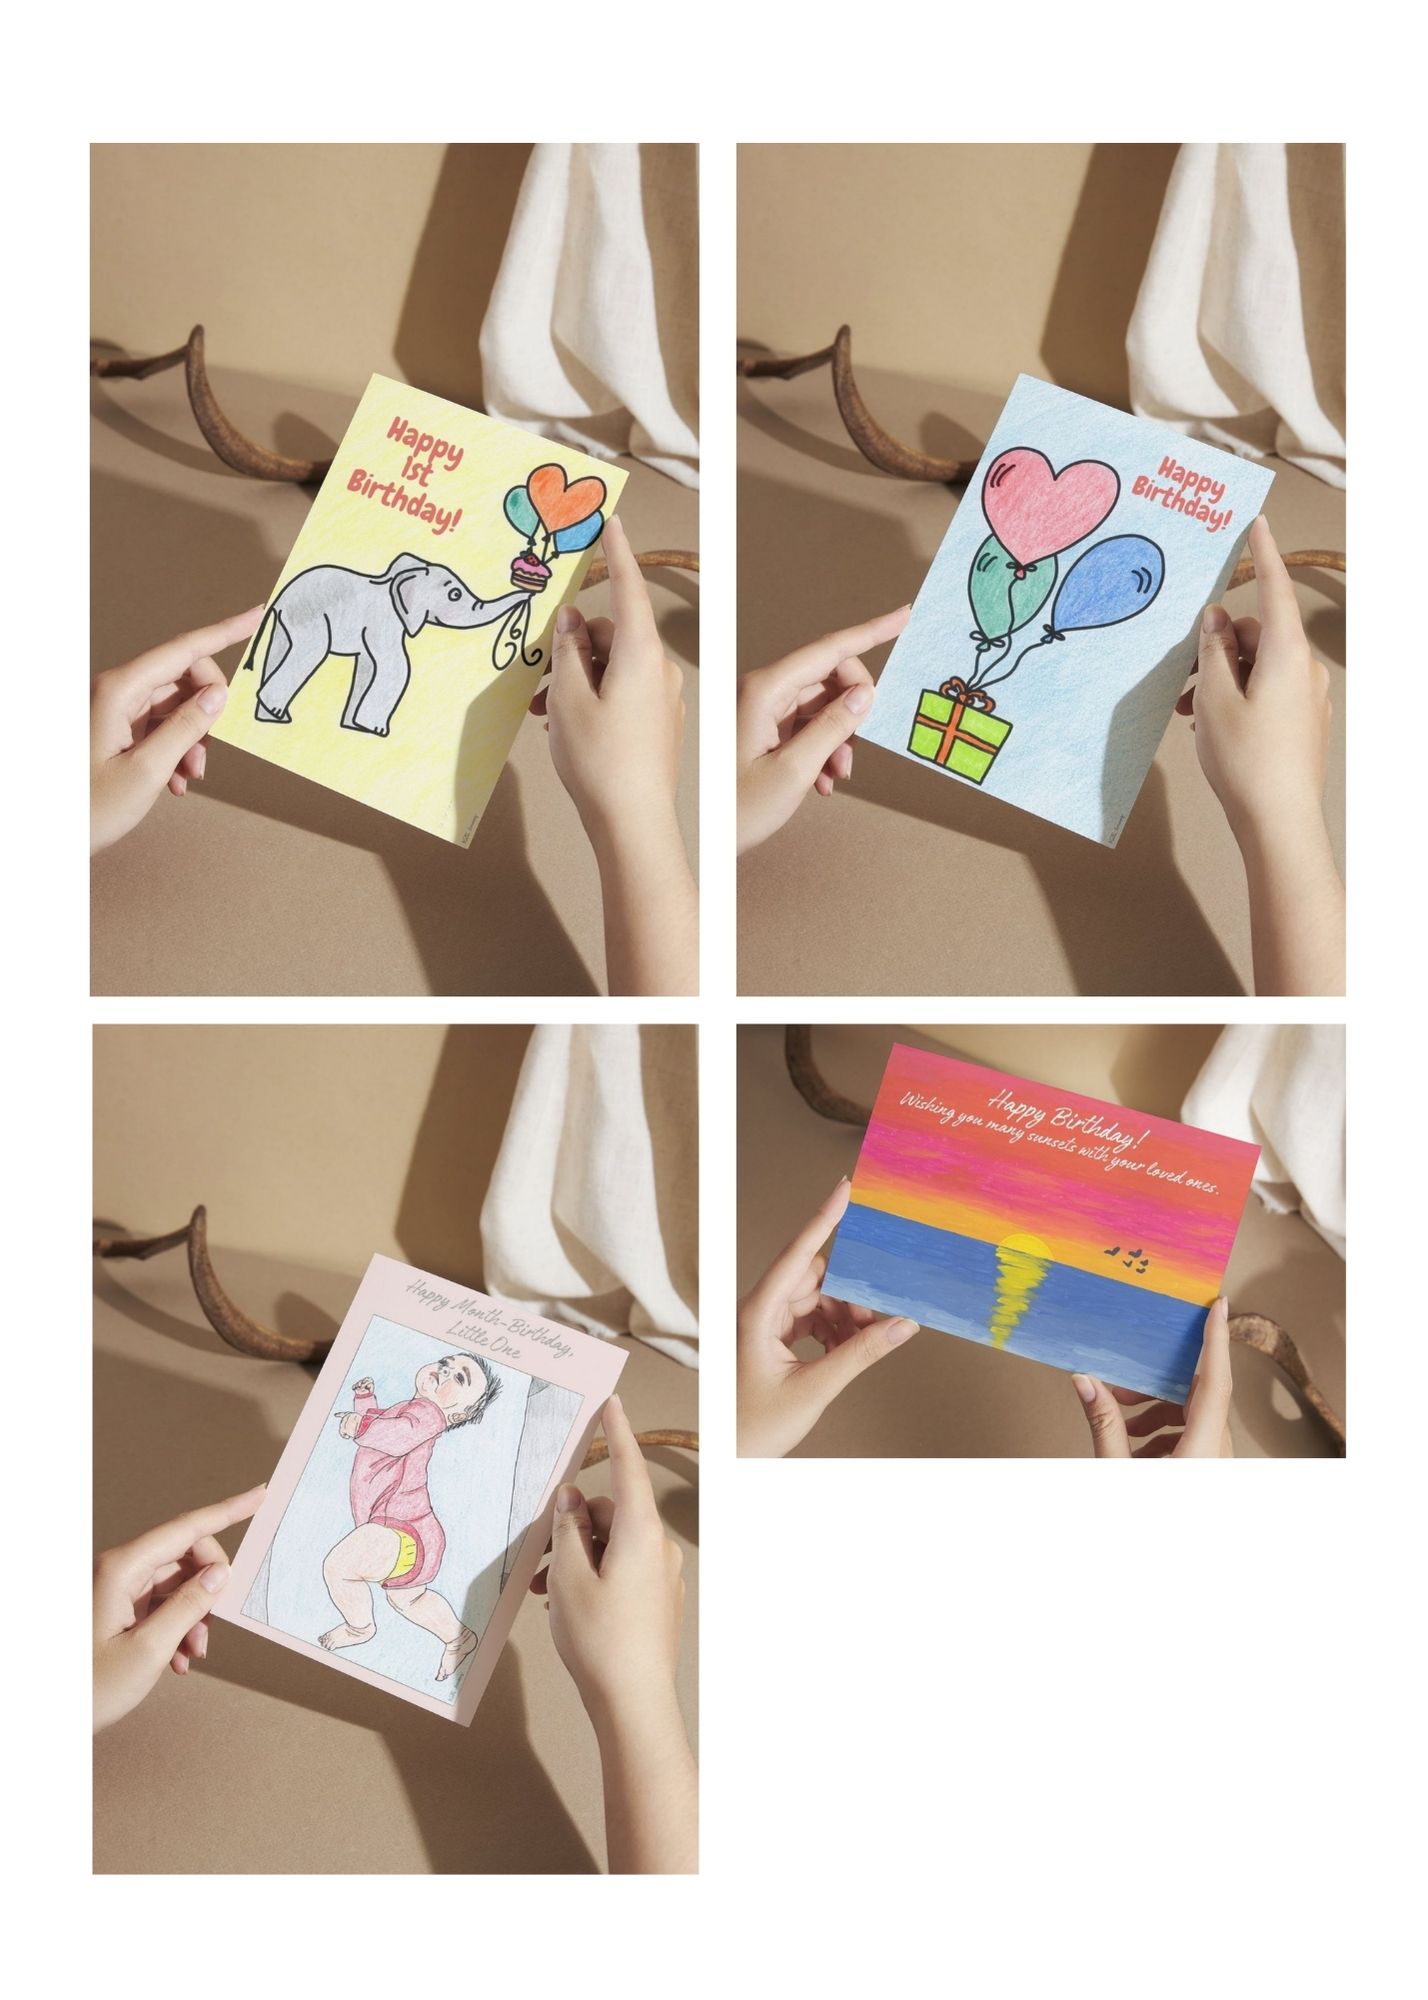 Happy
1st
Birthday!
Happy
Birthday!
Happy Month-Birthday,
Little One
Happy Birthday!
Wishing you many sunsets with your loved ones.